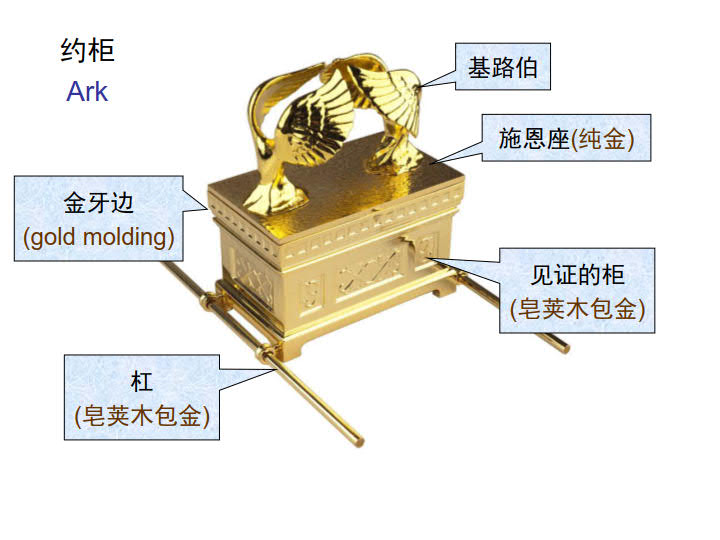 约柜
Ark
基路伯
施恩座(纯金)
金牙边
(gold molding)
见证的柜
(皂荚木包金)
杠
(皂荚木包金)